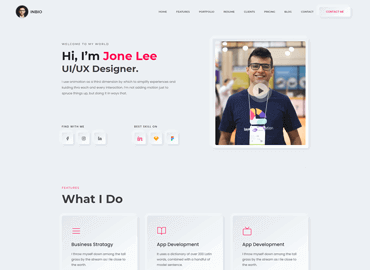 INBIO
HOME FEATURES PORTFOLIO RESUME CLIENTS PRICING BLOG CONTACT CONTACT ME
WELCOME TO MY WORLD
Hi, I'm Jone Lee
UI/UX Designer.
I use animation as a third dimension by which to simplify experiences and
kuiding thro each and every interaction. I'm not adding motion just to
spruce things up, but doing it in ways that.
FIND WITH ME
BEST SKILL ON
FEATURES
What I Do
Business Strategy
I throw myself down among the tall
grass by the stream as I lie close to
the earth
App Development
It uses a dictionary of over 200 Latin
words, combined with a handful of
model sentence
App Development
I throw myself down among the tall
grass by the stream as I lie close to
the earth